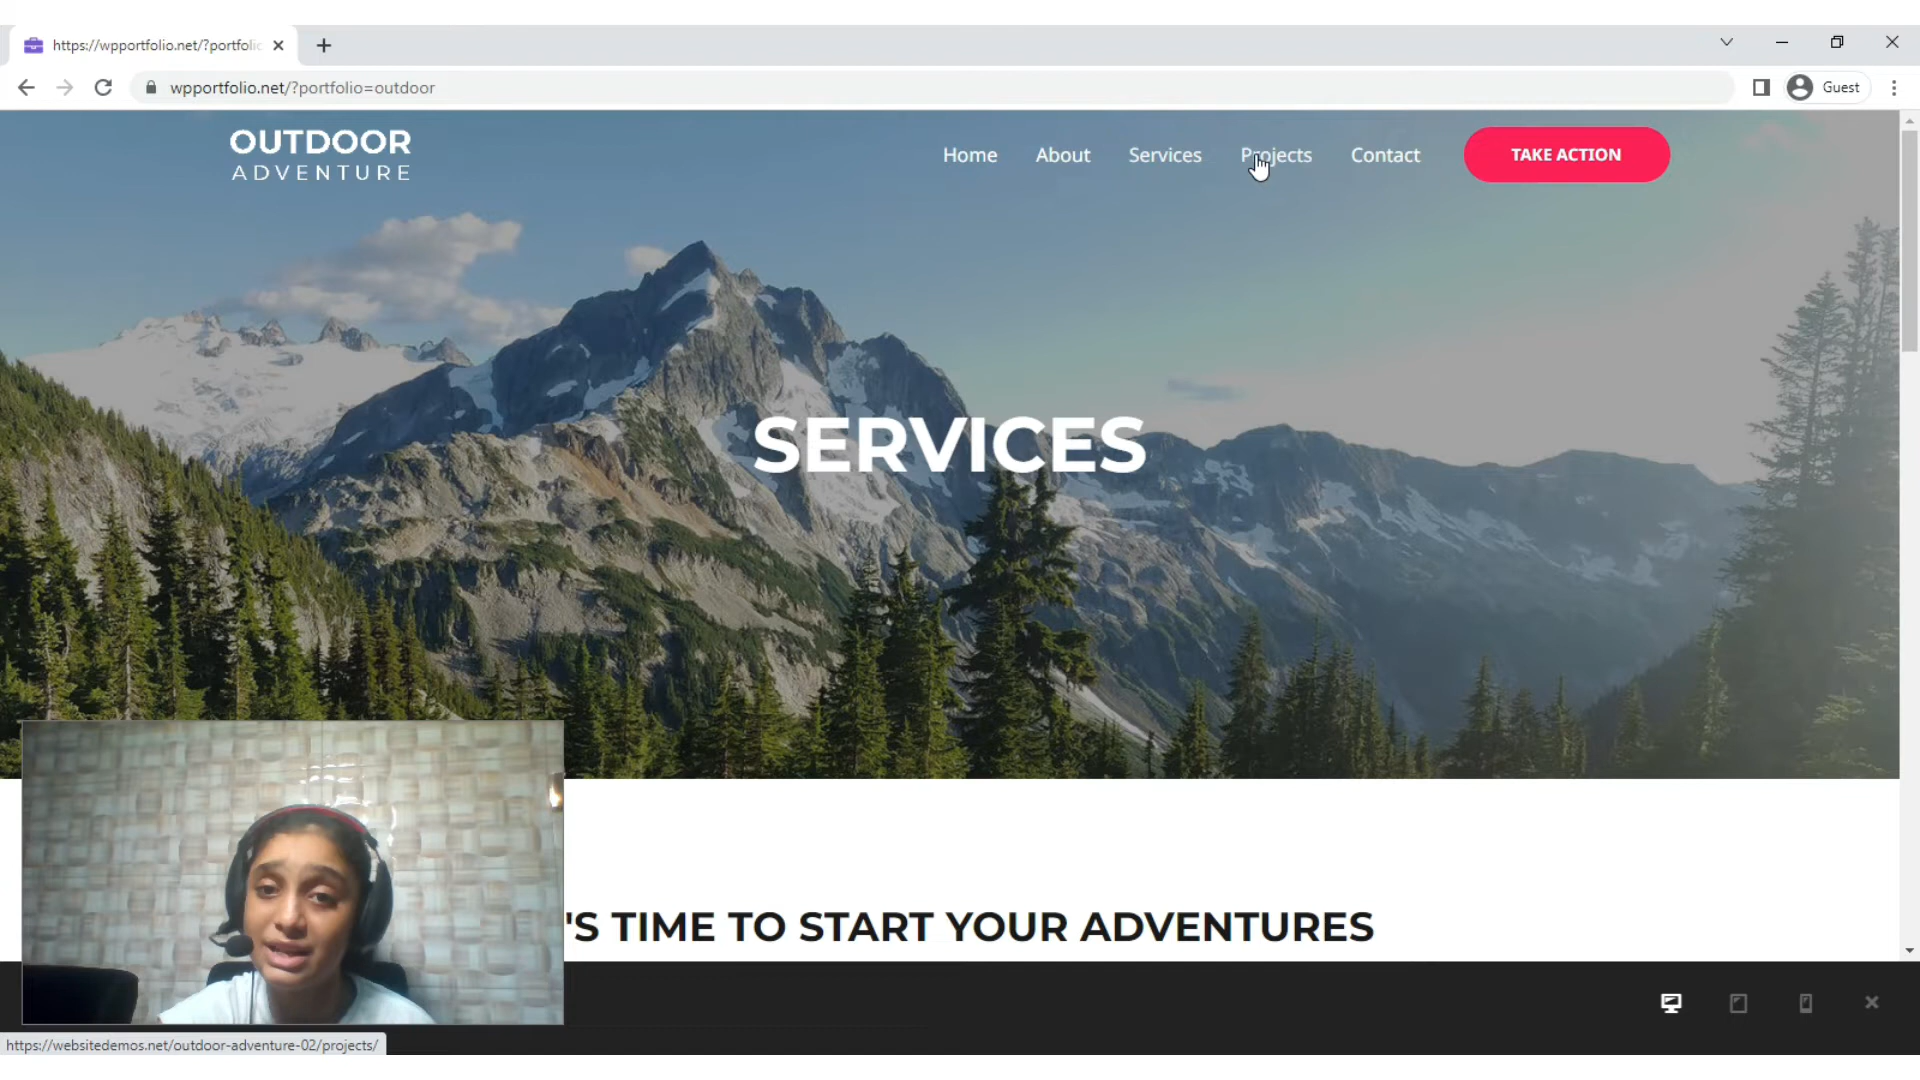 https://wpportfolio.net/?portfolio
wpportfolio.net/?portfolio=outdoor
Guest
OUTDOOR
ADVENTURE
Home About Services Projects Contact TAKE ACTION
SERVICES
'S TIME TO START YOUR ADVENTURES
https://websitedemos.net/outdoor-adventure-02/projects/